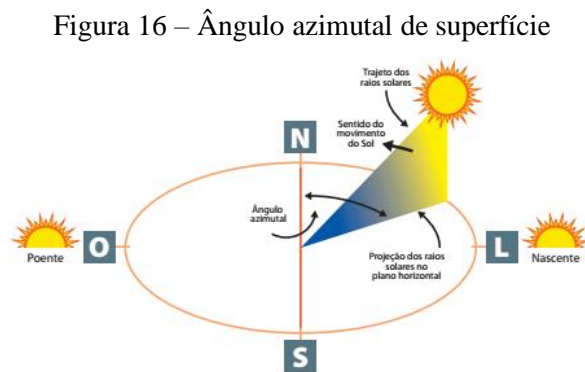 Figura 16 – Ângulo azimutal de superfície
Trajeto dos
raios solares
Sentido do
movimento
do Sol
N
Ângulo
azimutal
O
L
Poente
Nascente
Projeção dos raios
solares no
plano horizontal
S